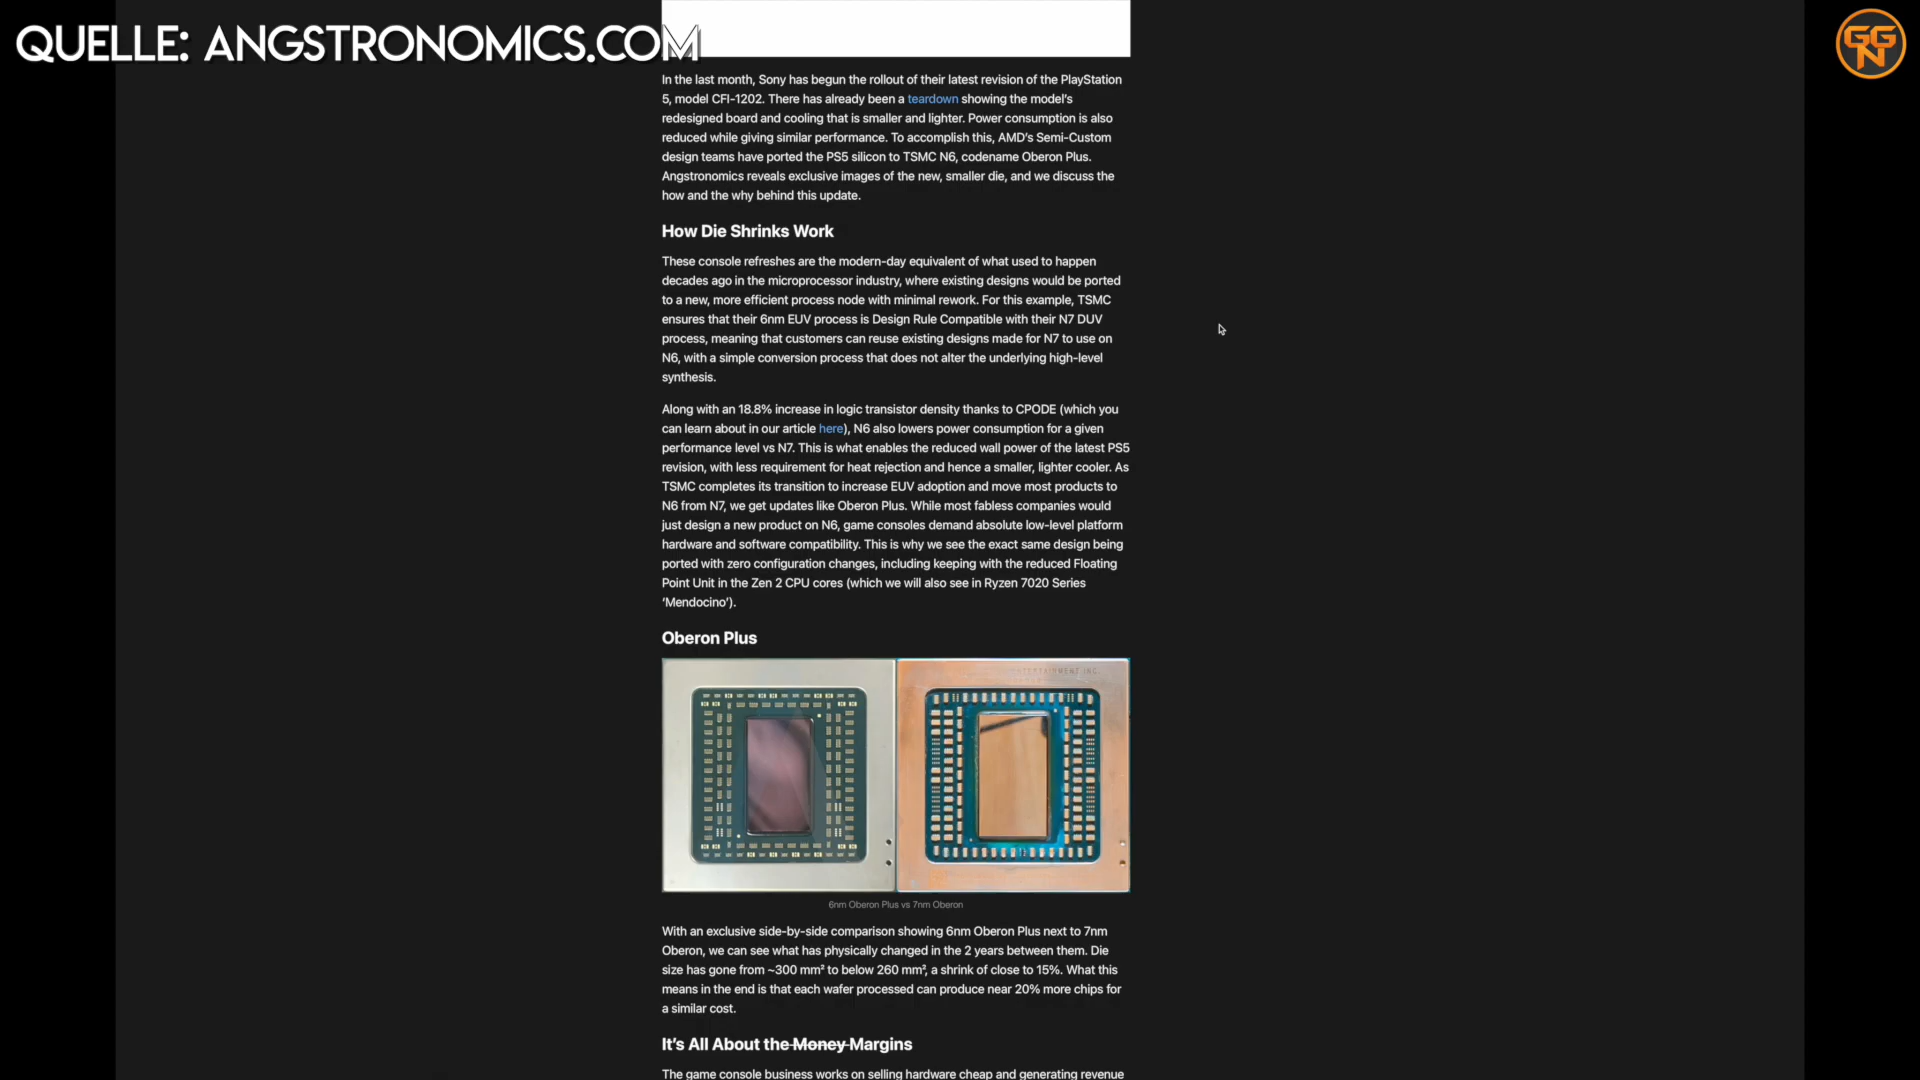 QUELLE: ANGSTRONOMICS.COM
GG
N
In the last month, Sony has begun the rollout of their latest revision of the PlayStation
5, model CFI-1202. There has already been a teardown showing the model's
redesigned board and cooling that is smaller and lighter. Power consumption is also
reduced while giving similar performance. To accomplish this, AMD's Semi-Custom
design teams have ported the PS5 silicon to TSMC N6, codename Oberon Plus.
Angstronomics reveals exclusive images of the new, smaller die, and we discuss the
how and the why behind this update.
How Die Shrinks Work
These console refreshes are the modern-day equivalent of what used to happen
decades ago in the microprocessor industry, where existing designs would be ported
to a new, more efficient process node with minimal rework. For this example, TSMC
ensures that their 6nm EUV process is Design Rule Compatible with their N7 DUV
process, meaning that customers can reuse existing designs made for N7 to use on
N6, with a simple conversion process that does not alter the underlying high-level
synthesis.
Along with an 18.8% increase in logic transistor density thanks to CPODE (which you
can learn about in our article here), N6 also lowers power consumption for a given
performance level vs N7. This is what enables the reduced wall power of the latest PS5
revision, with less requirement for heat rejection and hence a smaller, lighter cooler. As
TSMC completes its transition to increase EUV adoption and move most products to
N6 from N7, we get updates like Oberon Plus. While most fabless companies would
just design a new product on N6, game consoles demand absolute low-level platform
hardware and software compatibility. This is why we see the exact same design being
ported with zero configuration changes, including keeping with the reduced Floating
Point Unit in the Zen 2 CPU cores (which we will also see in Ryzen 7020 Series
‘Mendocino’).
Oberon Plus
6nm Oberon Plus vs 7nm Oberon
With an exclusive side-by-side comparison showing 6nm Oberon Plus next to 7nm
Oberon, we can see what has physically changed in the 2 years between them. Die
size has gone from ~300 mm² to below 260 mm², a shrink of close to 15%. What this
means in the end is that each wafer processed can produce near 20% more chips for
a similar cost.
It's All About the Money Margins
The game console business works on selling hardware cheap and generating revenue